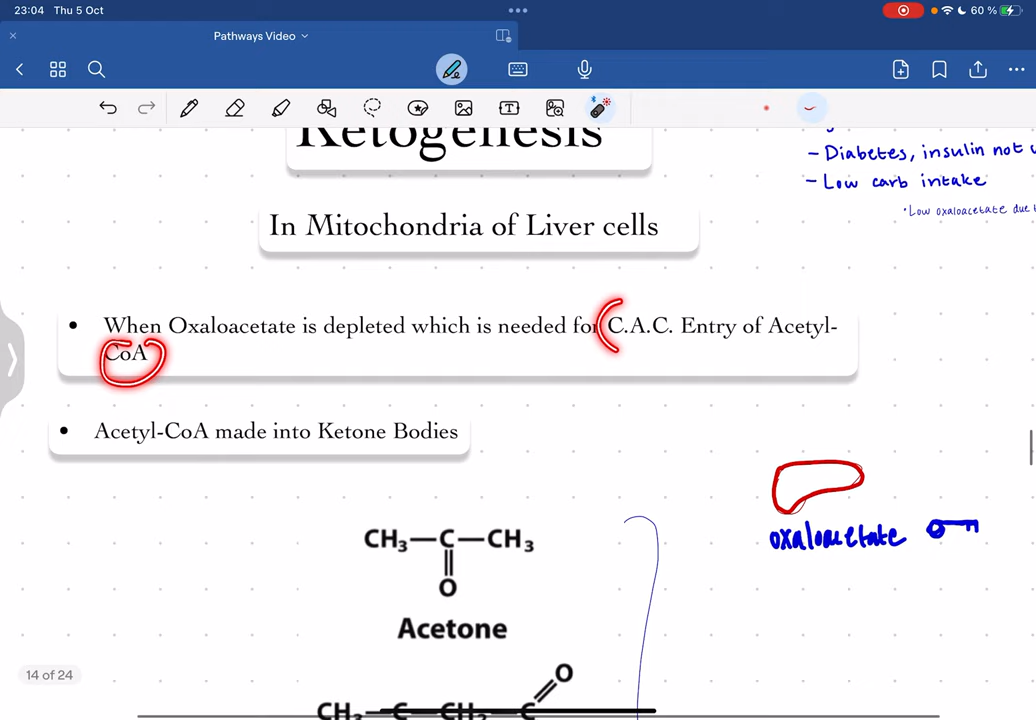 23:04 Thu 5 Oct
60 %
Pathways Video
Ketogenesis
- Diabetes, insulin not
- Low carb intake
• Low oxaloacetate due
In Mitochondria of Liver cells
• When Oxaloacetate is depleted which is needed for C.A.C. Entry of Acetyl-
CoA
• Acetyl-CoA made into Ketone Bodies
oxaloacetate
CH₃—C—CH₃
O
Acetone
14 of 24
O
CH₃—C—CH₂—C